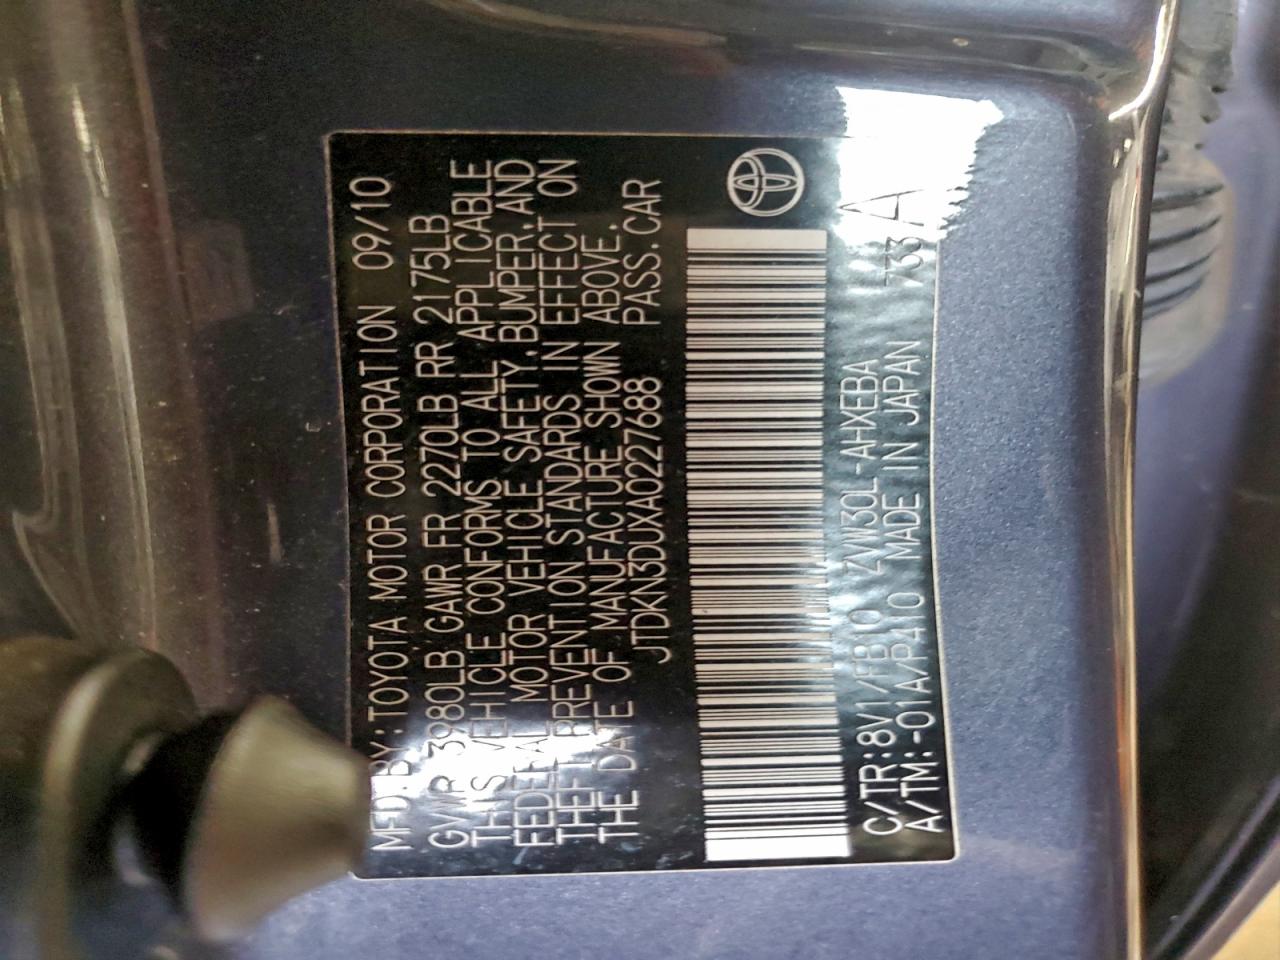 MFD.BY:TOYOTA MOTOR CORPORATION 09/10
GVWR 3980LB GAWR FR 2270LB RR 2175LB
THIS VEHICLE CONFORMS TO ALL APPLICABLE
FEDERAL MOTOR VEHICLE SAFETY,BUMPER,AND
THEFT PREVENTION STANDARDS IN EFFECT ON
THE DATE OF MANUFACTURE SHOWN ABOVE.
JTDKN3DUXA0227688 PASS.CAR
C/TR:8V1/FB10 ZVW30L-AHXEBA
A/TM:-01A/P410 MADE IN JAPAN 733A